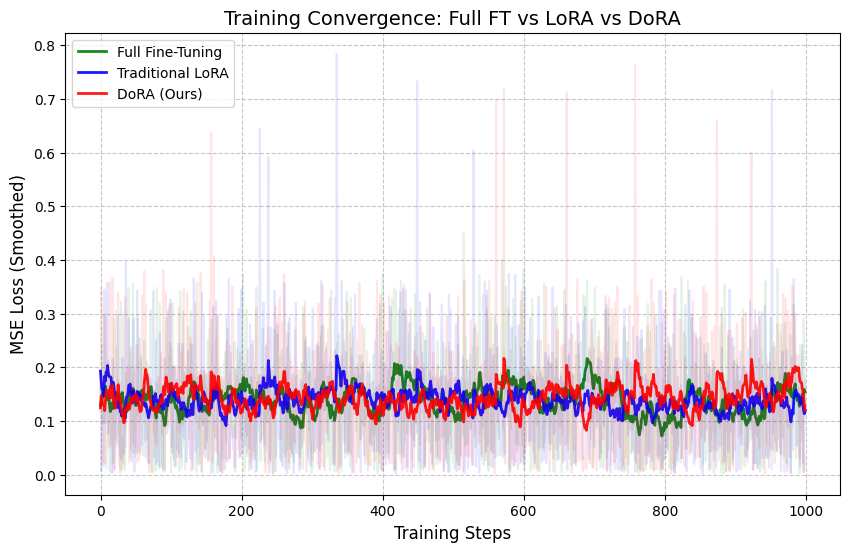 Training Convergence: Full FT vs LoRA vs DoRA
Full Fine-Tuning
Traditional LoRA
DoRA (Ours)
MSE Loss (Smoothed)
0.8
0.7
0.6
0.5
0.4
0.3
0.2
0.1
0.0
0 200 400 600 800 1000
Training Steps